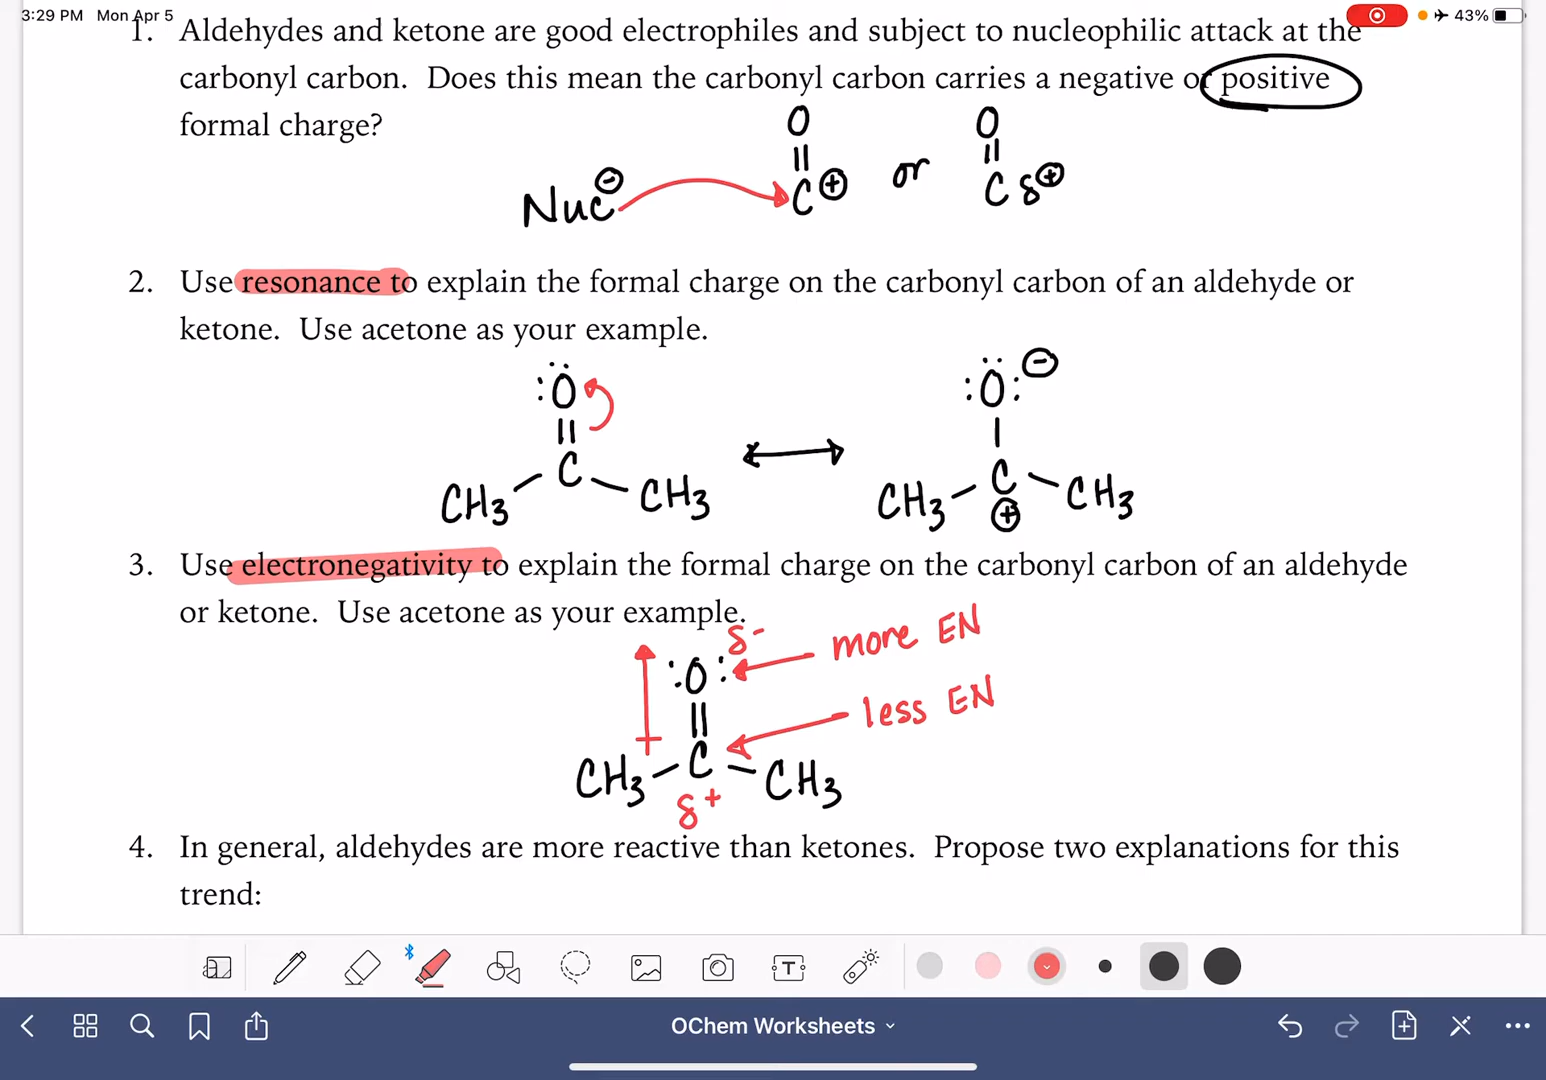 3:29 PM Mon Apr 5
43%
1. Aldehydes and ketone are good electrophiles and subject to nucleophilic attack at the
carbonyl carbon. Does this mean the carbonyl carbon carries a negative or positive
formal charge?
O O
|| ||
Nuc⊖ C⊕ or C δ⊕
2. Use resonance to explain the formal charge on the carbonyl carbon of an aldehyde or
ketone. Use acetone as your example.
:Ö :Ö:⊖
|| |
CH3 – C – CH3 ↔ CH3 – C – CH3
⊕
3. Use electronegativity to explain the formal charge on the carbonyl carbon of an aldehyde
or ketone. Use acetone as your example.
δ- more EN
:O:
|| less EN
CH3 – C – CH3
δ+
4. In general, aldehydes are more reactive than ketones. Propose two explanations for this
trend:
a
T
OChem Worksheets